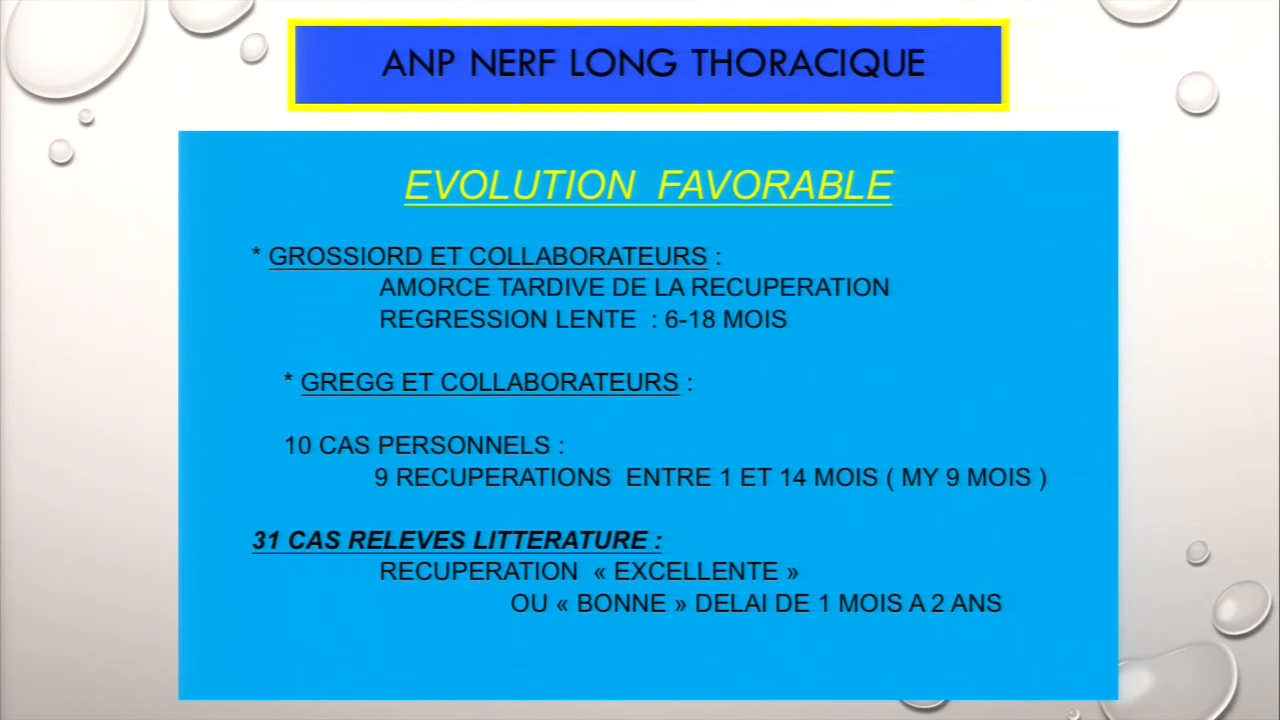 ANP NERF LONG THORACIQUE
EVOLUTION FAVORABLE
* GROSSIORD ET COLLABORATEURS :
AMORCE TARDIVE DE LA RECUPERATION
REGRESSION LENTE : 6-18 MOIS
* GREGG ET COLLABORATEURS :
10 CAS PERSONNELS :
9 RECUPERATIONS ENTRE 1 ET 14 MOIS ( MY 9 MOIS )
31 CAS RELEVES LITTERATURE :
RECUPERATION « EXCELLENTE »
OU « BONNE » DELAI DE 1 MOIS A 2 ANS